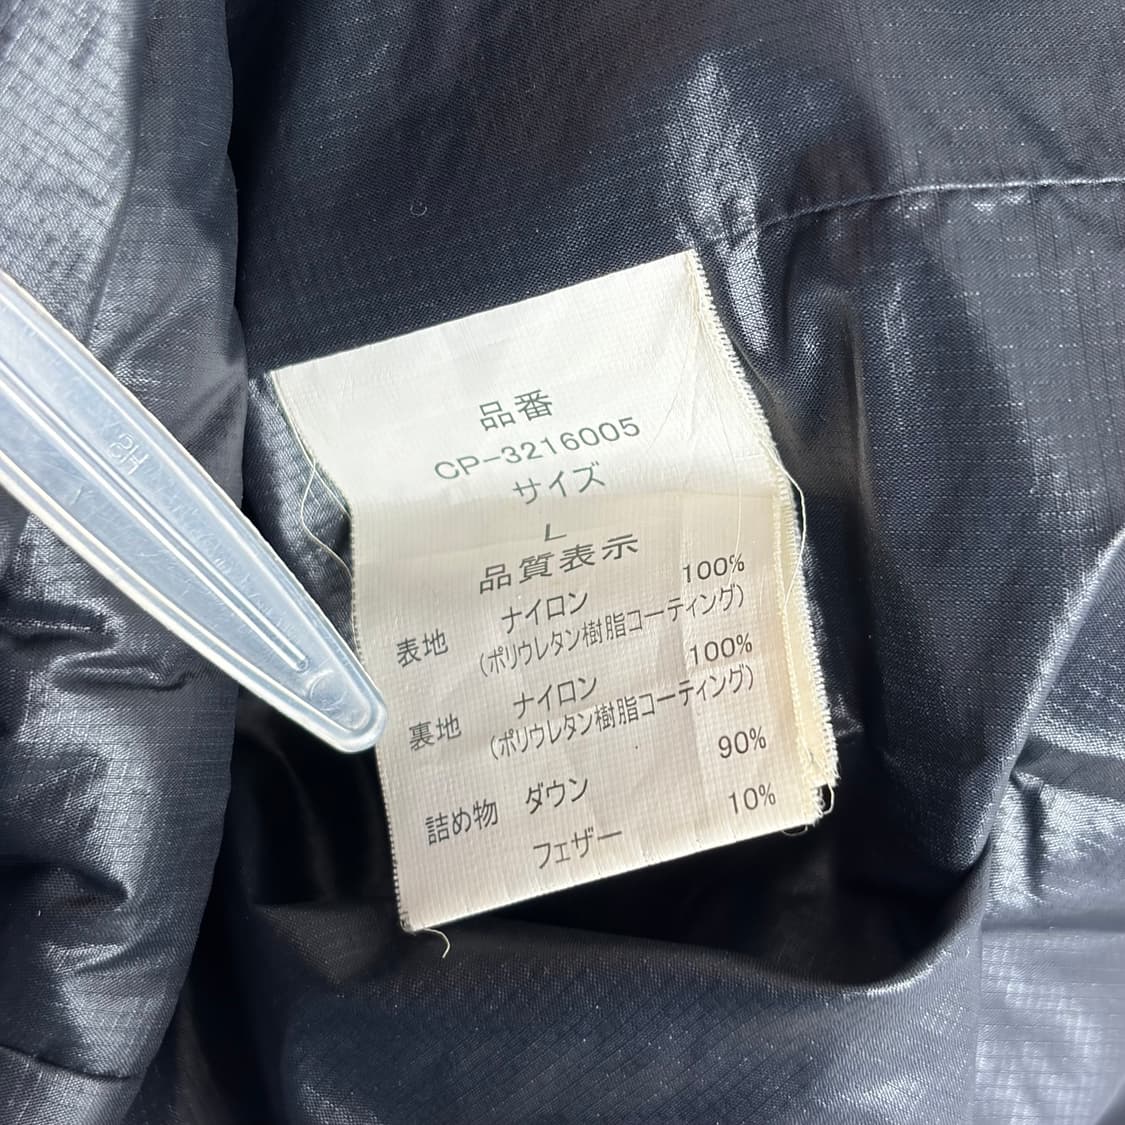 品番
CP-3216005
サイズ
L
品質表示
表地 ナイロン 100%
(ポリウレタン樹脂コーティング)
裏地 ナイロン 100%
(ポリウレタン樹脂コーティング)
詰め物 ダウン 90%
フェザー 10%